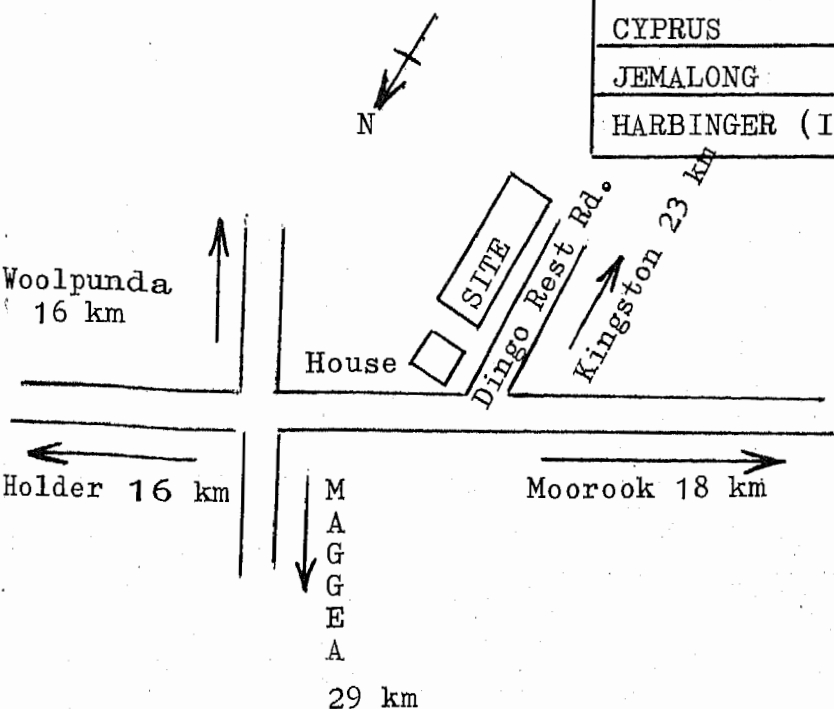 CYPRUS
JEMALONG
HARBINGER (I
N
Woolpunda
16 km
SITE
Dingo Rest Rd.
Kingston 23 km
House
Holder 16 km
Moorook 18 km
M
A
G
G
E
A
29 km